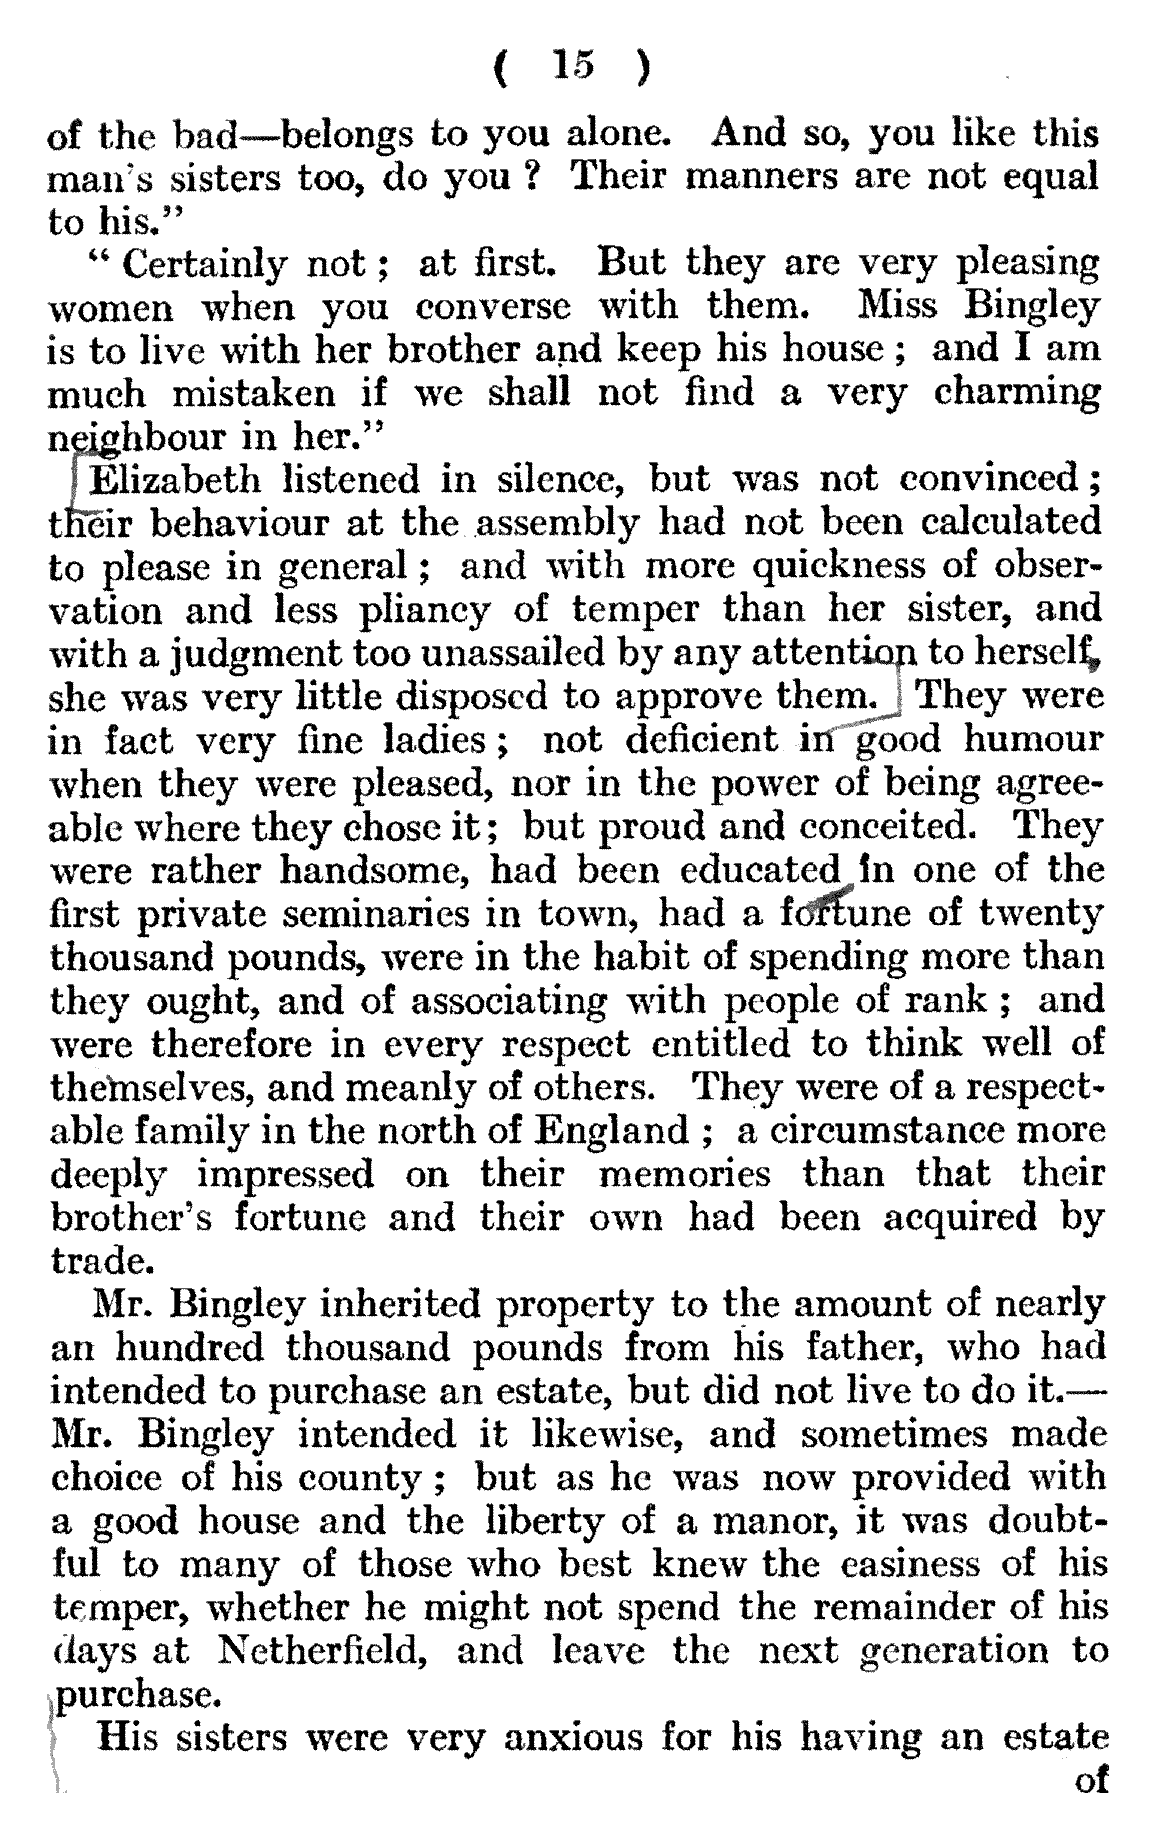 ( 15 )
of the bad—belongs to you alone. And so, you like this
man's sisters too, do you ? Their manners are not equal
to his.”
“ Certainly not ; at first. But they are very pleasing
women when you converse with them. Miss Bingley
is to live with her brother and keep his house ; and I am
much mistaken if we shall not find a very charming
neighbour in her.”
Elizabeth listened in silence, but was not convinced ;
their behaviour at the assembly had not been calculated
to please in general ; and with more quickness of obser-
vation and less pliancy of temper than her sister, and
with a judgment too unassailed by any attention to herself,
she was very little disposed to approve them. They were
in fact very fine ladies ; not deficient in good humour
when they were pleased, nor in the power of being agree-
able where they chose it ; but proud and conceited. They
were rather handsome, had been educated in one of the
first private seminaries in town, had a fortune of twenty
thousand pounds, were in the habit of spending more than
they ought, and of associating with people of rank ; and
were therefore in every respect entitled to think well of
themselves, and meanly of others. They were of a respect-
able family in the north of England ; a circumstance more
deeply impressed on their memories than that their
brother's fortune and their own had been acquired by
trade.
Mr. Bingley inherited property to the amount of nearly
an hundred thousand pounds from his father, who had
intended to purchase an estate, but did not live to do it.—
Mr. Bingley intended it likewise, and sometimes made
choice of his county ; but as he was now provided with
a good house and the liberty of a manor, it was doubt-
ful to many of those who best knew the easiness of his
temper, whether he might not spend the remainder of his
days at Netherfield, and leave the next generation to
purchase.
His sisters were very anxious for his having an estate
of